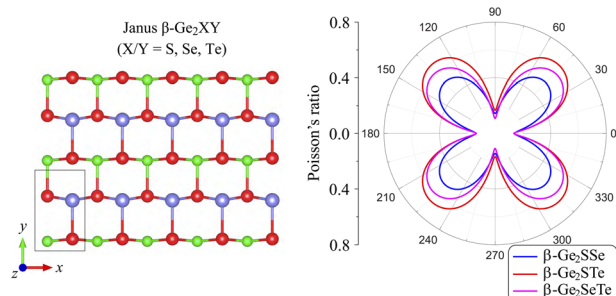 Janus β-Ge2XY
(X/Y = S, Se, Te)
y
z
x
Poisson's ratio
0.8
0.4
0.0
0.4
0.8
90
120
60
150
30
180
0
210
330
240
300
270
β-Ge2SSe
β-Ge2STe
β-Ge2SeTe